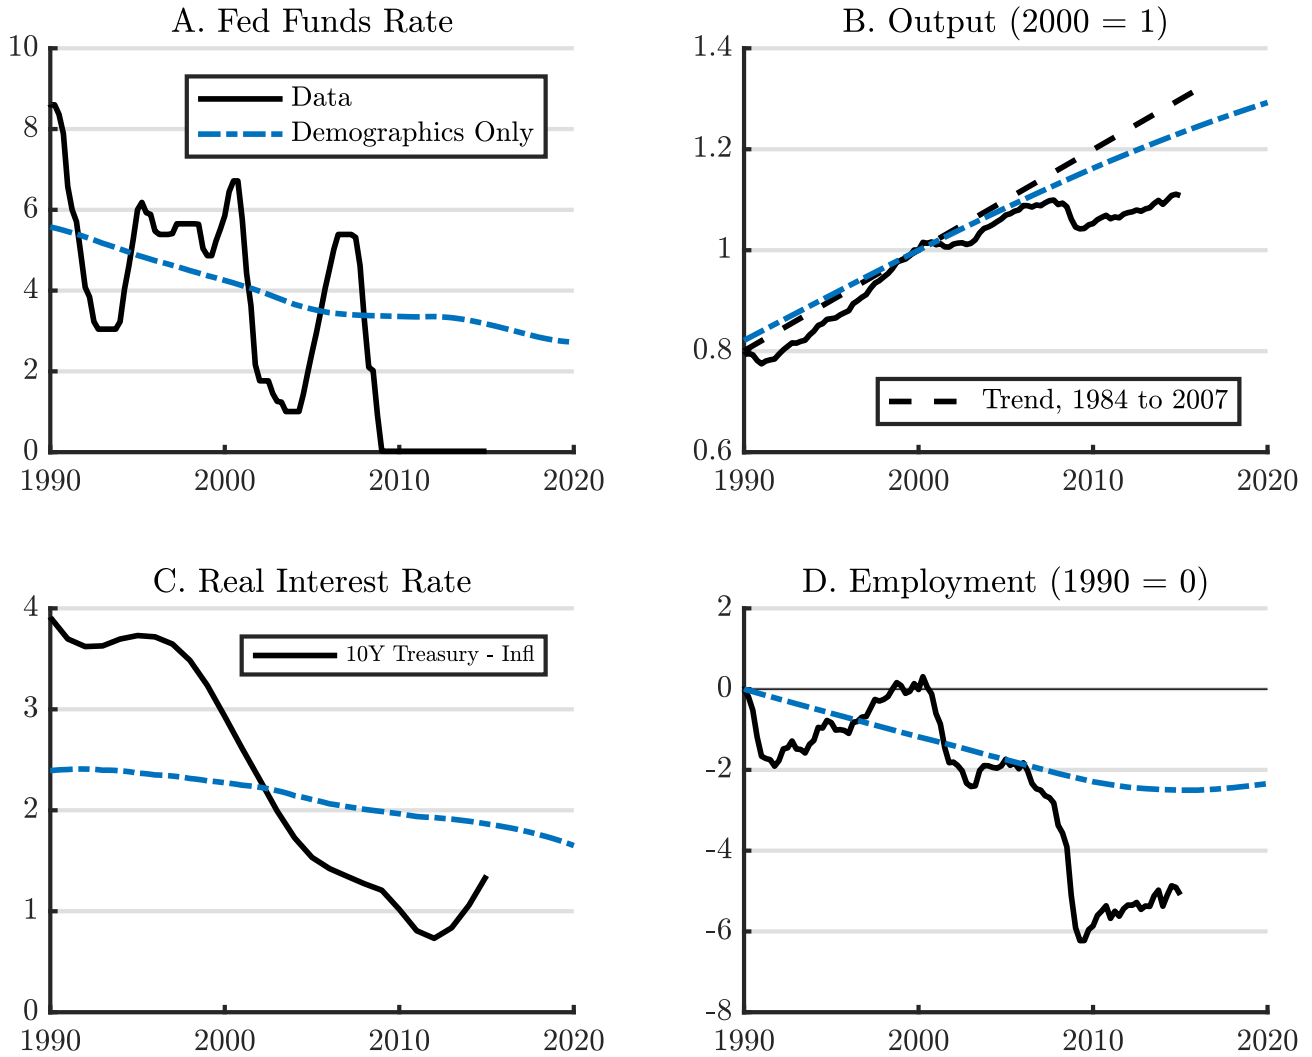 A. Fed Funds Rate
10
8
6
4
2
0
1990 2000 2010 2020
Data
Demographics Only
B. Output (2000 = 1)
1.4
1.2
1
0.8
0.6
1990 2000 2010 2020
Trend, 1984 to 2007
C. Real Interest Rate
4
3
2
1
0
1990 2000 2010 2020
10Y Treasury - Infl
D. Employment (1990 = 0)
2
0
-2
-4
-6
-8
1990 2000 2010 2020